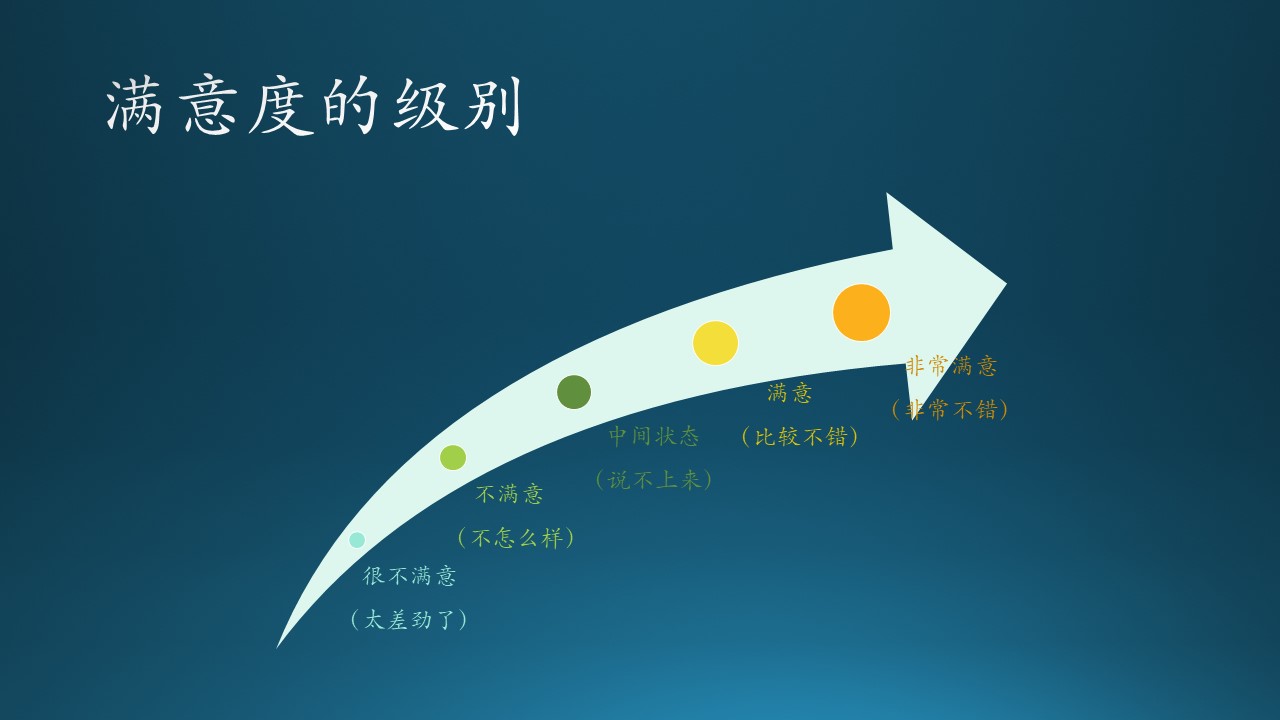 满意度的级别
非常满意
（非常不错）
满意
（比较不错）
中间状态
（说不上来）
不满意
（不怎么样）
很不满意
（太差劲了）